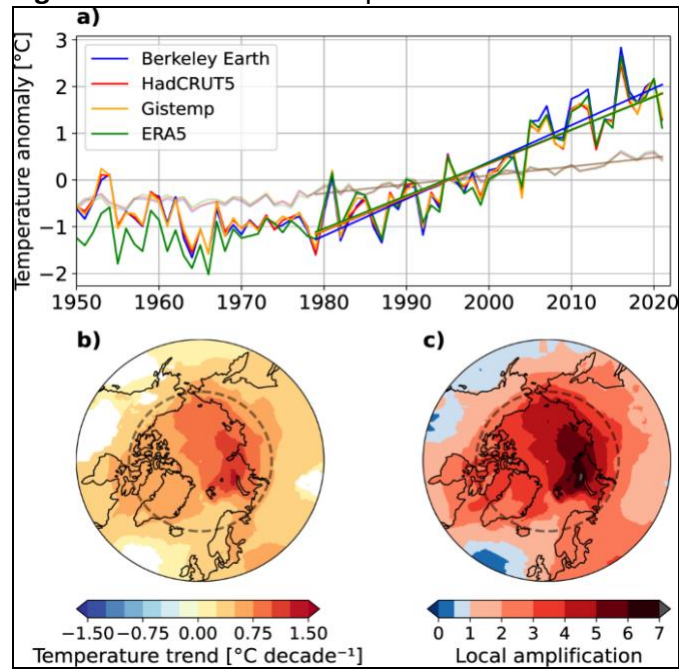 a)
Temperature anomaly [°C]
3
2
1
0
−1
−2
Berkeley Earth
HadCRUT5
Gistemp
ERA5
1950 1960 1970 1980 1990 2000 2010 2020
b)
c)
−1.50 −0.75 0.00 0.75 1.50
Temperature trend [°C decade⁻¹]
0 1 2 3 4 5 6 7
Local amplification